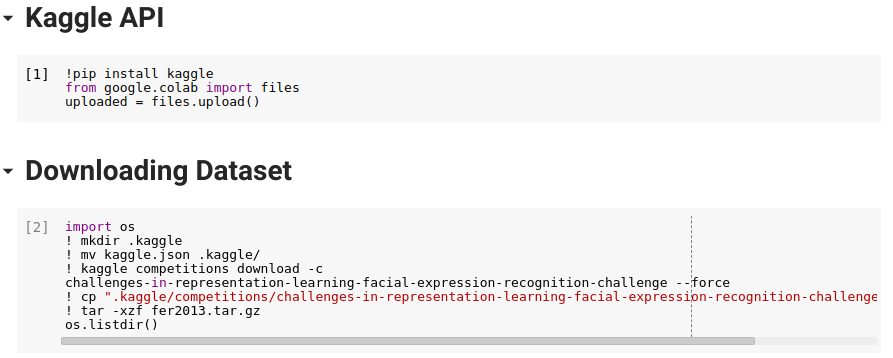 Kaggle API
[1] !pip install kaggle
from google.colab import files
uploaded = files.upload()
Downloading Dataset
[2] import os
! mkdir .kaggle
! mv kaggle.json .kaggle/
! kaggle competitions download -c
challenges-in-representation-learning-facial-expression-recognition-challenge --force
! cp ".kaggle/competitions/challenges-in-representation-learning-facial-expression-recognition-challenge
! tar -xzf fer2013.tar.gz
os.listdir()